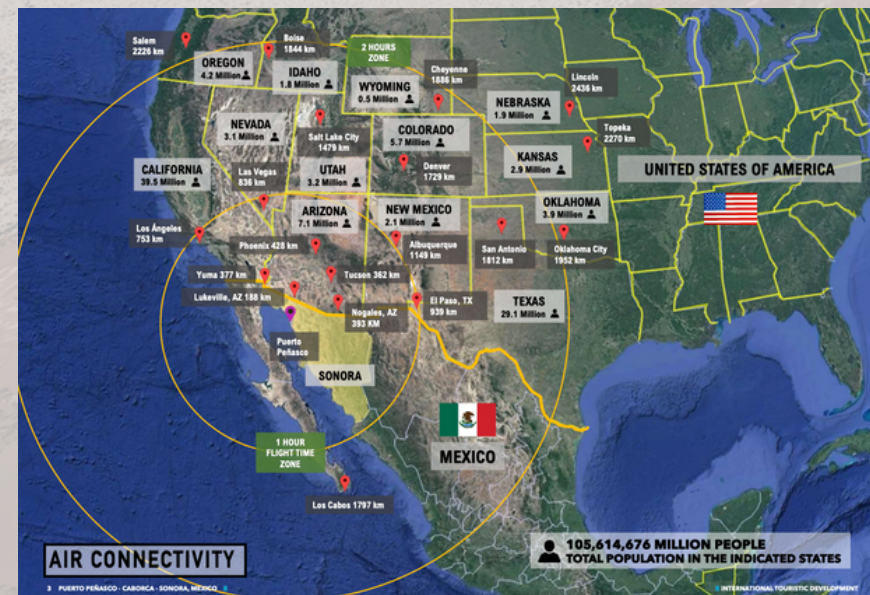 Salem
2226 km
Boise
1844 km
2 HOURS
ZONE
OREGON
4.2 Million
IDAHO
1.8 Million
WYOMING
0.5 Million
Cheyenne
1886 km
Lincoln
2436 km
NEBRASKA
1.9 Million
NEVADA
3.1 Million
Salt Lake City
1479 km
COLORADO
5.7 Million
Topeka
2270 km
CALIFORNIA
39.5 Million
Las Vegas
836 km
UTAH
3.2 Million
Denver
1729 km
KANSAS
2.9 Million
UNITED STATES OF AMERICA
Los Ángeles
753 km
ARIZONA
7.1 Million
NEW MEXICO
2.1 Million
OKLAHOMA
3.9 Million
Phoenix 428 km
Albuquerque
1149 km
San Antonio
1812 km
Oklahoma City
1952 km
Yuma 377 km
Tucson 362 km
Lukeville, AZ 188 km
Nogales, AZ
393 KM
El Paso, TX
939 km
TEXAS
29.1 Million
Puerto
Peñasco
SONORA
MEXICO
1 HOUR
FLIGHT TIME
ZONE
Los Cabos 1797 km
AIR CONNECTIVITY
105,614,676 MILLION PEOPLE
TOTAL POPULATION IN THE INDICATED STATES
3 PUERTO PEÑASCO - CABORCA - SONORA, MEXICO
INTERNATIONAL TOURISTIC DEVELOPMENT